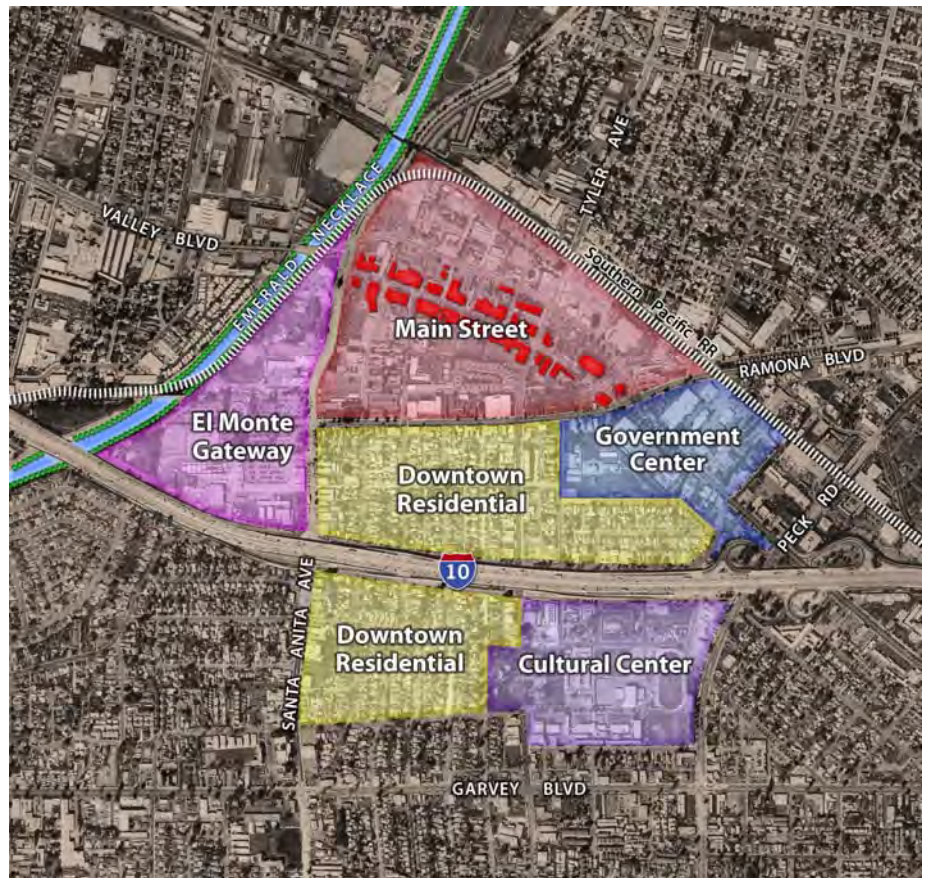 TYLER AVE
EMERALD NECKLACE
VALLEY BLVD
Southern Pacific RR
Main Street
RAMONA BLVD
El Monte
Gateway
Government
Center
Downtown
Residential
PECK RD
10
SANTA ANITA AVE
Downtown
Residential
Cultural Center
GARVEY BLVD